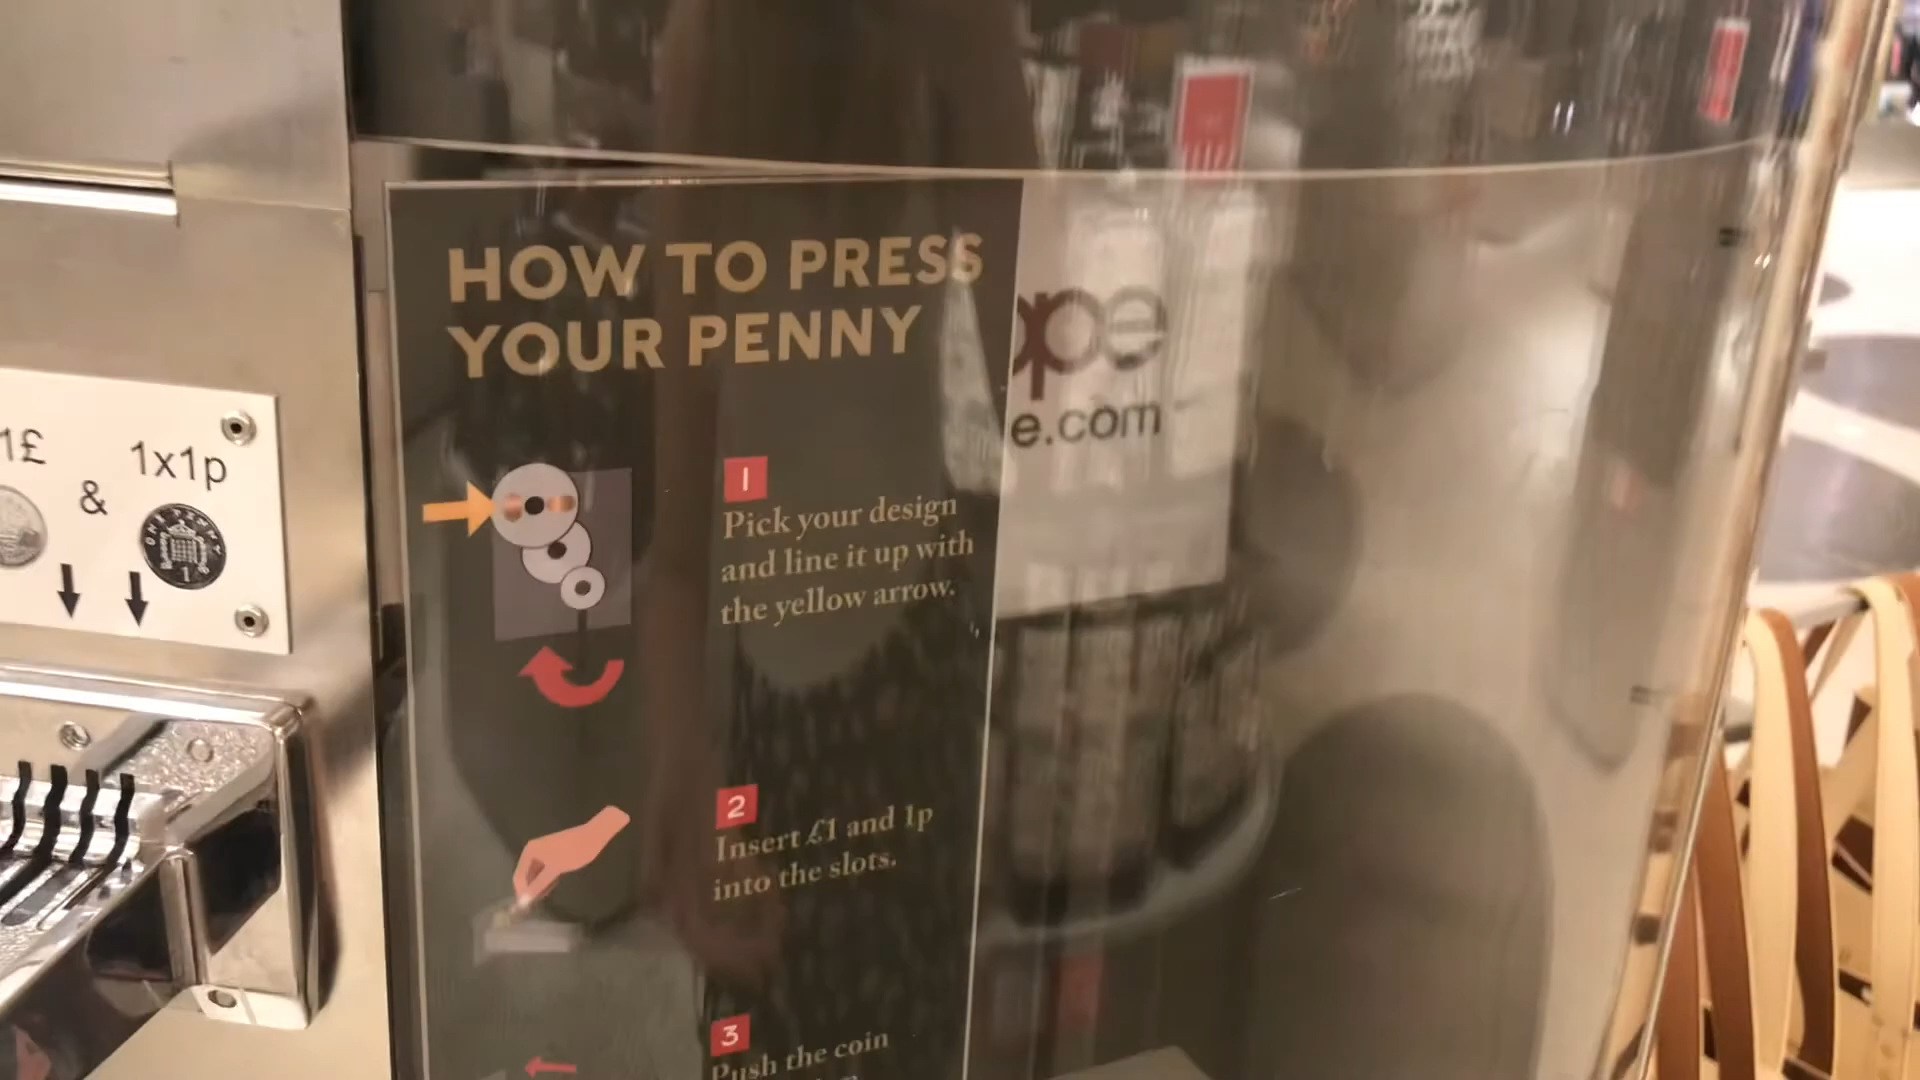 HOW TO PRESS
YOUR PENNY
1
Pick your design
and line it up with
the yellow arrow.
2
Insert £1 and 1p
into the slots.
3
Push the coin
1£
&
1x1p
ONE PENNY
1
e.com